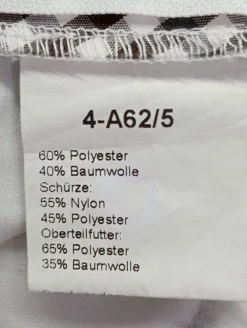 4-A62/5
60% Polyester
40% Baumwolle
Schürze:
55% Nylon
45% Polyester
Oberteilfutter:
65% Polyester
35% Baumwolle